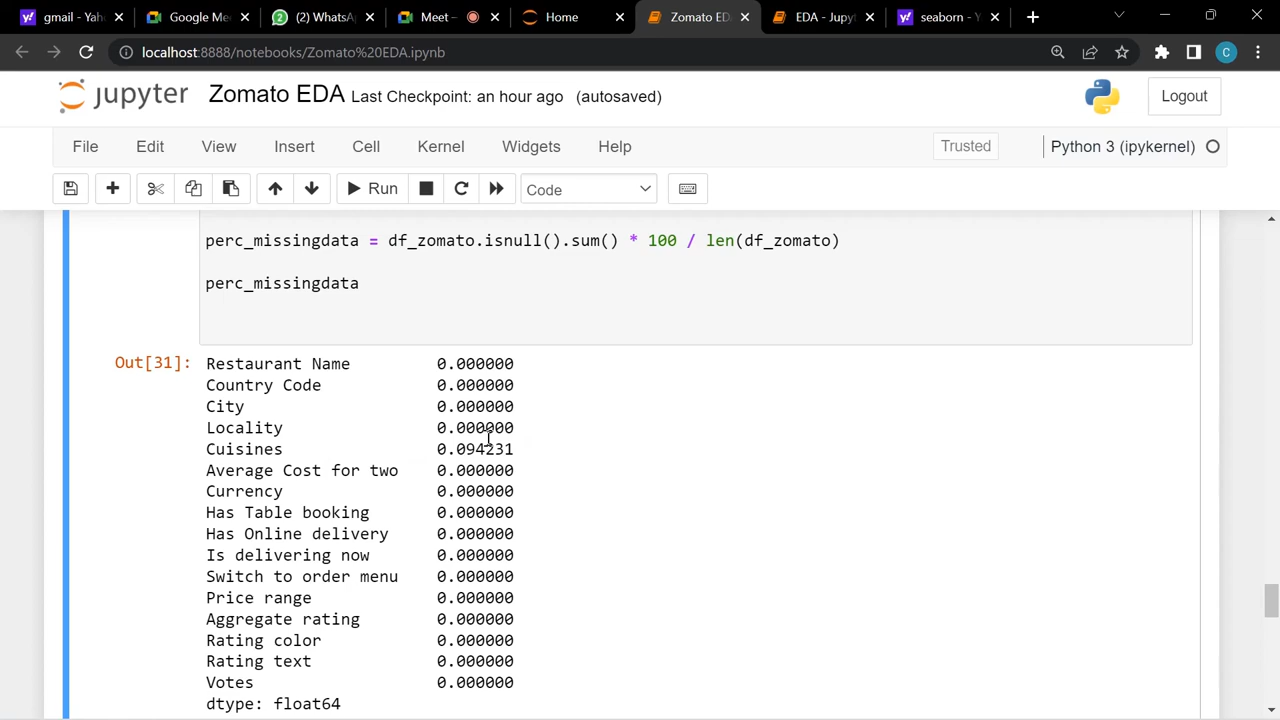 gmail - Yaho
Google Me
(2) WhatsA
Meet –
Home
Zomato ED
EDA - Jupyt
seaborn - Y
localhost:8888/notebooks/Zomato%20EDA.ipynb
C
jupyter
Zomato EDA Last Checkpoint: an hour ago (autosaved)
Logout
File Edit View Insert Cell Kernel Widgets Help
Trusted
Python 3 (ipykernel)
Run
Code
perc_missingdata = df_zomato.isnull().sum() * 100 / len(df_zomato)
perc_missingdata
Out[31]:
Restaurant Name 0.000000
Country Code 0.000000
City 0.000000
Locality 0.000000
Cuisines 0.094231
Average Cost for two 0.000000
Currency 0.000000
Has Table booking 0.000000
Has Online delivery 0.000000
Is delivering now 0.000000
Switch to order menu 0.000000
Price range 0.000000
Aggregate rating 0.000000
Rating color 0.000000
Rating text 0.000000
Votes 0.000000
dtype: float64